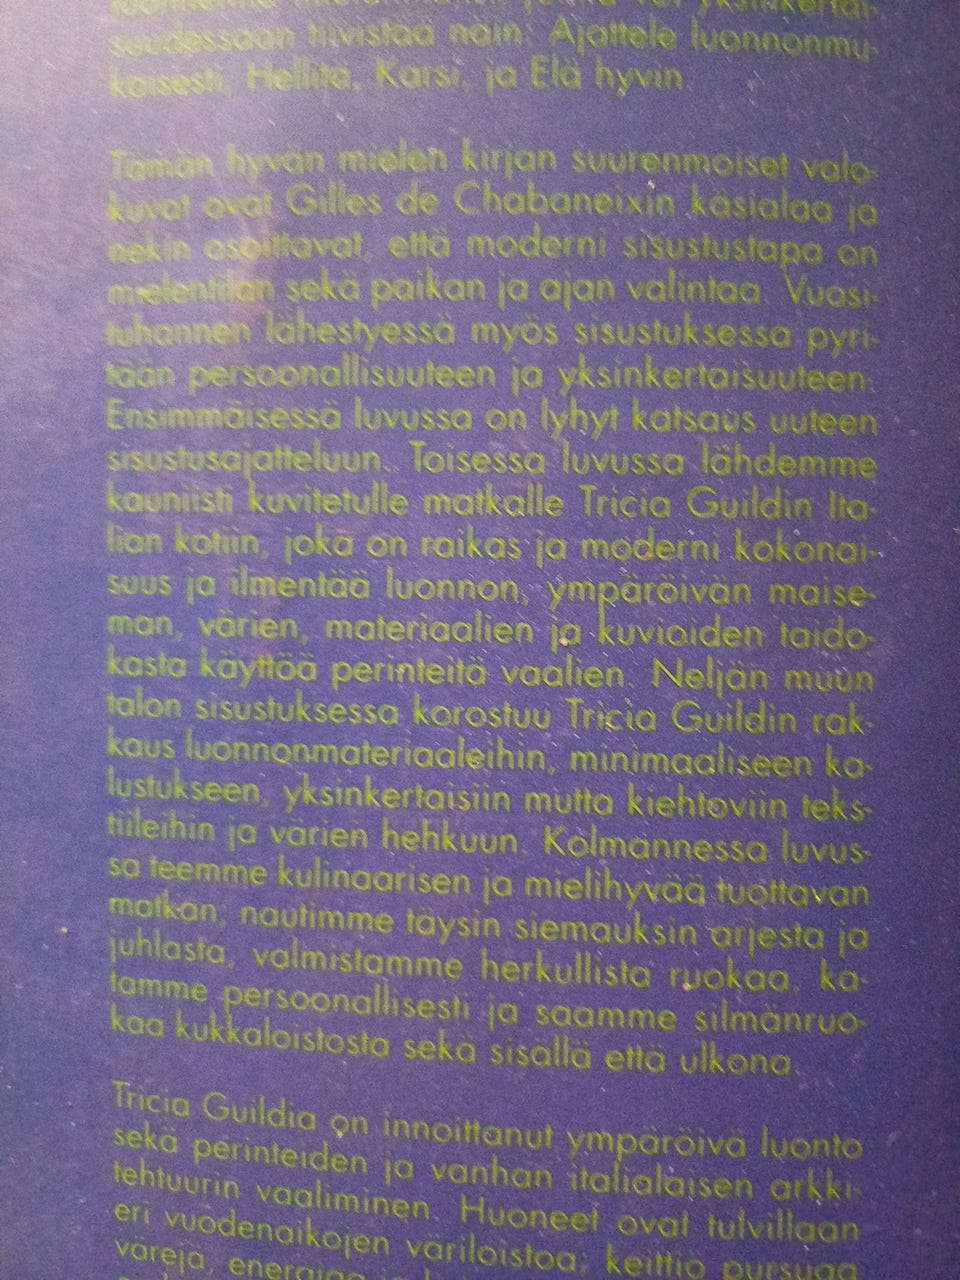 suudessaan tiivistää näin: Ajattele luonnonmu-
kaisesti, Hellitä, Karsi, ja Elä hyvin.
Tämän hyvän mielen kirjan suurenmoiset valo-
kuvat ovat Gilles de Chabaneixin käsialaa ja
nekin osoittavat, että moderni sisustustapa on
mielentilan sekä paikan ja ajan valintaa. Vuosi-
tuhannen lähestyessä myös sisustuksessa pyri-
tään persoonallisuuteen ja yksinkertaisuuteen.
Ensimmäisessä luvussa on lyhyt katsaus uuteen
sisustusajatteluun. Toisessa luvussa lähdemme
kauniisti kuvitetulle matkalle Tricia Guildin Ita-
lian kotiin, joka on raikas ja moderni kokonai-
suus ja ilmentää luonnon, ympäröivän maise-
man, värien, materiaalien ja kuvioiden taido-
kasta käyttöä perinteitä vaalien. Neljän muun
talon sisustuksessa korostuu Tricia Guildin rak-
kaus luonnonmateriaaleihin, minimaaliseen ka-
lustukseen, yksinkertaisiin mutta kiehtoviin teks-
tiileihin ja värien hehkuun. Kolmannessa luvus-
sa teemme kulinaarisen ja mielihyvää tuottavan
matkan; nautimme täysin siemauksin arjesta ja
juhlasta, valmistamme herkullista ruokaa, ka-
tamme persoonallisesti ja saamme silmänruo-
kaa kukkaloistosta sekä sisällä että ulkona.
Tricia Guildia on innoittanut ympäröivä luonto
sekä perinteiden ja vanhan italialaisen arkki-
tehtuurin vaaliminen. Huoneet ovat tulvillaan
eri vuodenaikojen väriloistoa; keittiö pursuaa
värejä, energiaa